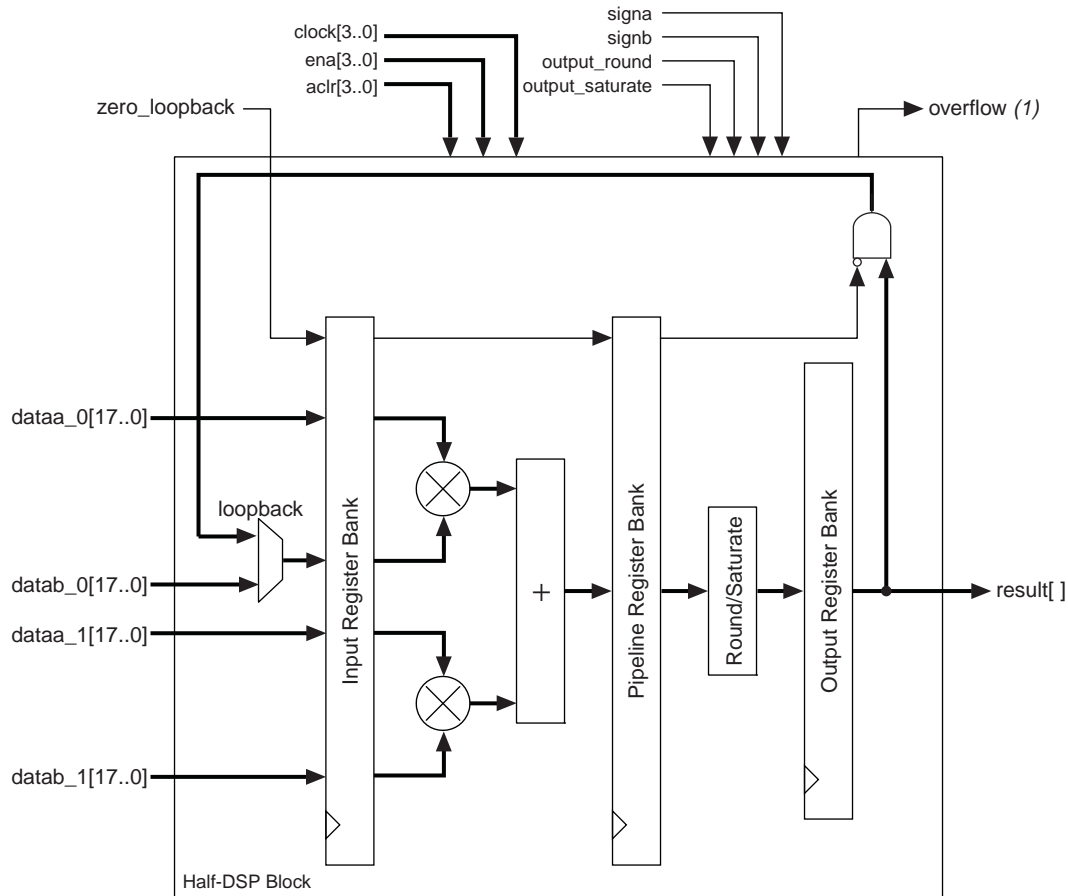 signa
clock[3..0]
signb
ena[3..0]
output_round
aclr[3..0]
output_saturate
zero_loopback
overflow (1)
loopback
dataa_0[17..0]
datab_0[17..0]
dataa_1[17..0]
datab_1[17..0]
Input Register Bank
+
Pipeline Register Bank
Round/Saturate
Output Register Bank
result[ ]
Half-DSP Block